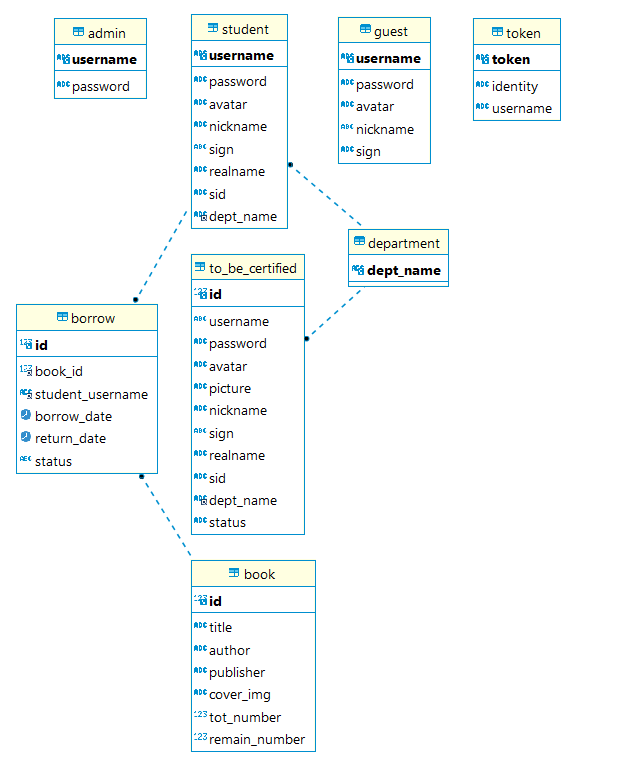 admin
username
password
student
username
password
avatar
nickname
sign
realname
sid
dept_name
guest
username
password
avatar
nickname
sign
token
token
identity
username
department
dept_name
to_be_certified
id
username
password
avatar
picture
nickname
sign
realname
sid
dept_name
status
borrow
id
book_id
student_username
borrow_date
return_date
status
book
id
title
author
publisher
cover_img
tot_number
remain_number